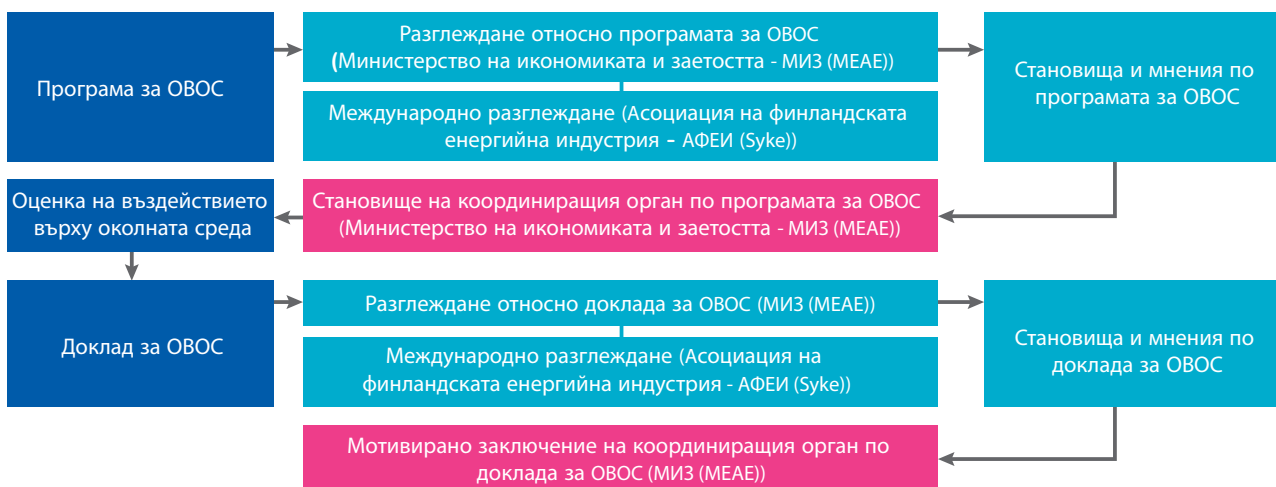 Програма за ОВОС
Разглеждане относно програмата за ОВОС
(Министерство на икономиката и заетостта - МИЗ (MEAE))
Международно разглеждане (Асоциация на финландската
енергийна индустрия - АФЕИ (Syke))
Становища и мнения по
програмата за ОВОС
Оценка на въздействието
върху околната среда
Становище на координиращия орган по програмата за ОВОС
(Министерство на икономиката и заетостта - МИЗ (MEAE))
Доклад за ОВОС
Разглеждане относно доклада за ОВОС (МИЗ (MEAE))
Международно разглеждане (Асоциация на
финландската енергийна индустрия - АФЕИ (Syke))
Становища и мнения по
доклада за ОВОС
Мотивирано заключение на координиращия орган по
доклада за ОВОС (МИЗ (MEAE))